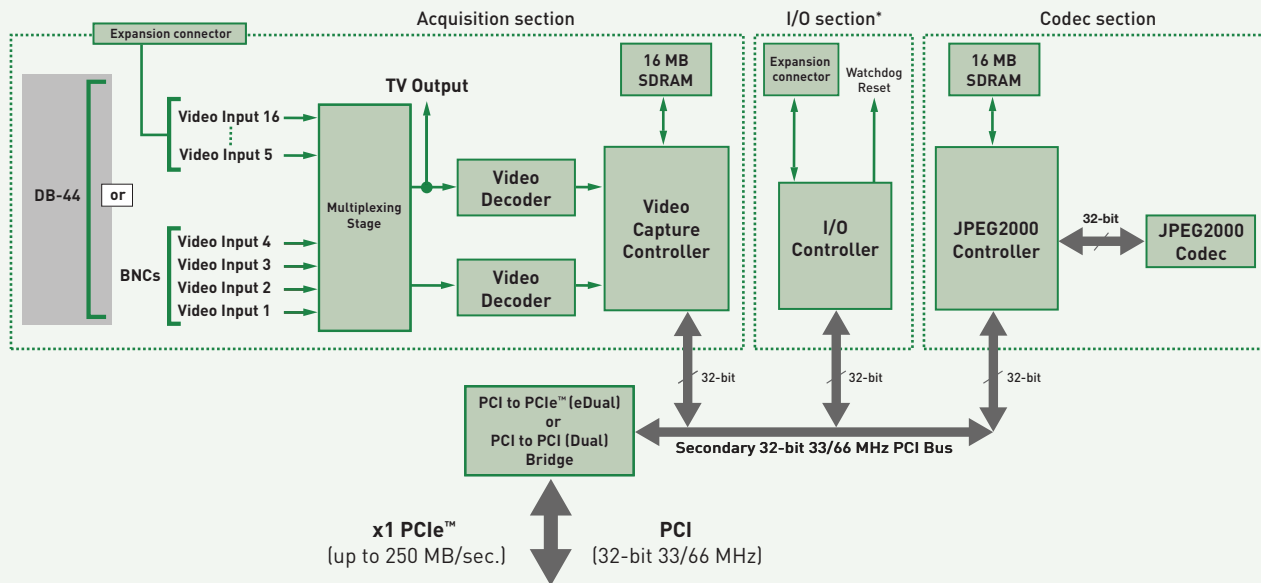 Acquisition section
I/O section*
Codec section
Expansion connector
16 MB
SDRAM
Expansion
connector
Watchdog
Reset
16 MB
SDRAM
TV Output
Video Input 16
Video Input 5
DB-44
or
Multiplexing
Stage
Video
Decoder
Video
Capture
Controller
I/O
Controller
JPEG2000
Controller
32-bit
JPEG2000
Codec
BNCs
Video Input 4
Video Input 3
Video Input 2
Video Input 1
Video
Decoder
32-bit
32-bit
32-bit
PCI to PCIe™ (eDual)
or
PCI to PCI (Dual)
Bridge
Secondary 32-bit 33/66 MHz PCI Bus
x1 PCIe™
(up to 250 MB/sec.)
PCI
(32-bit 33/66 MHz)